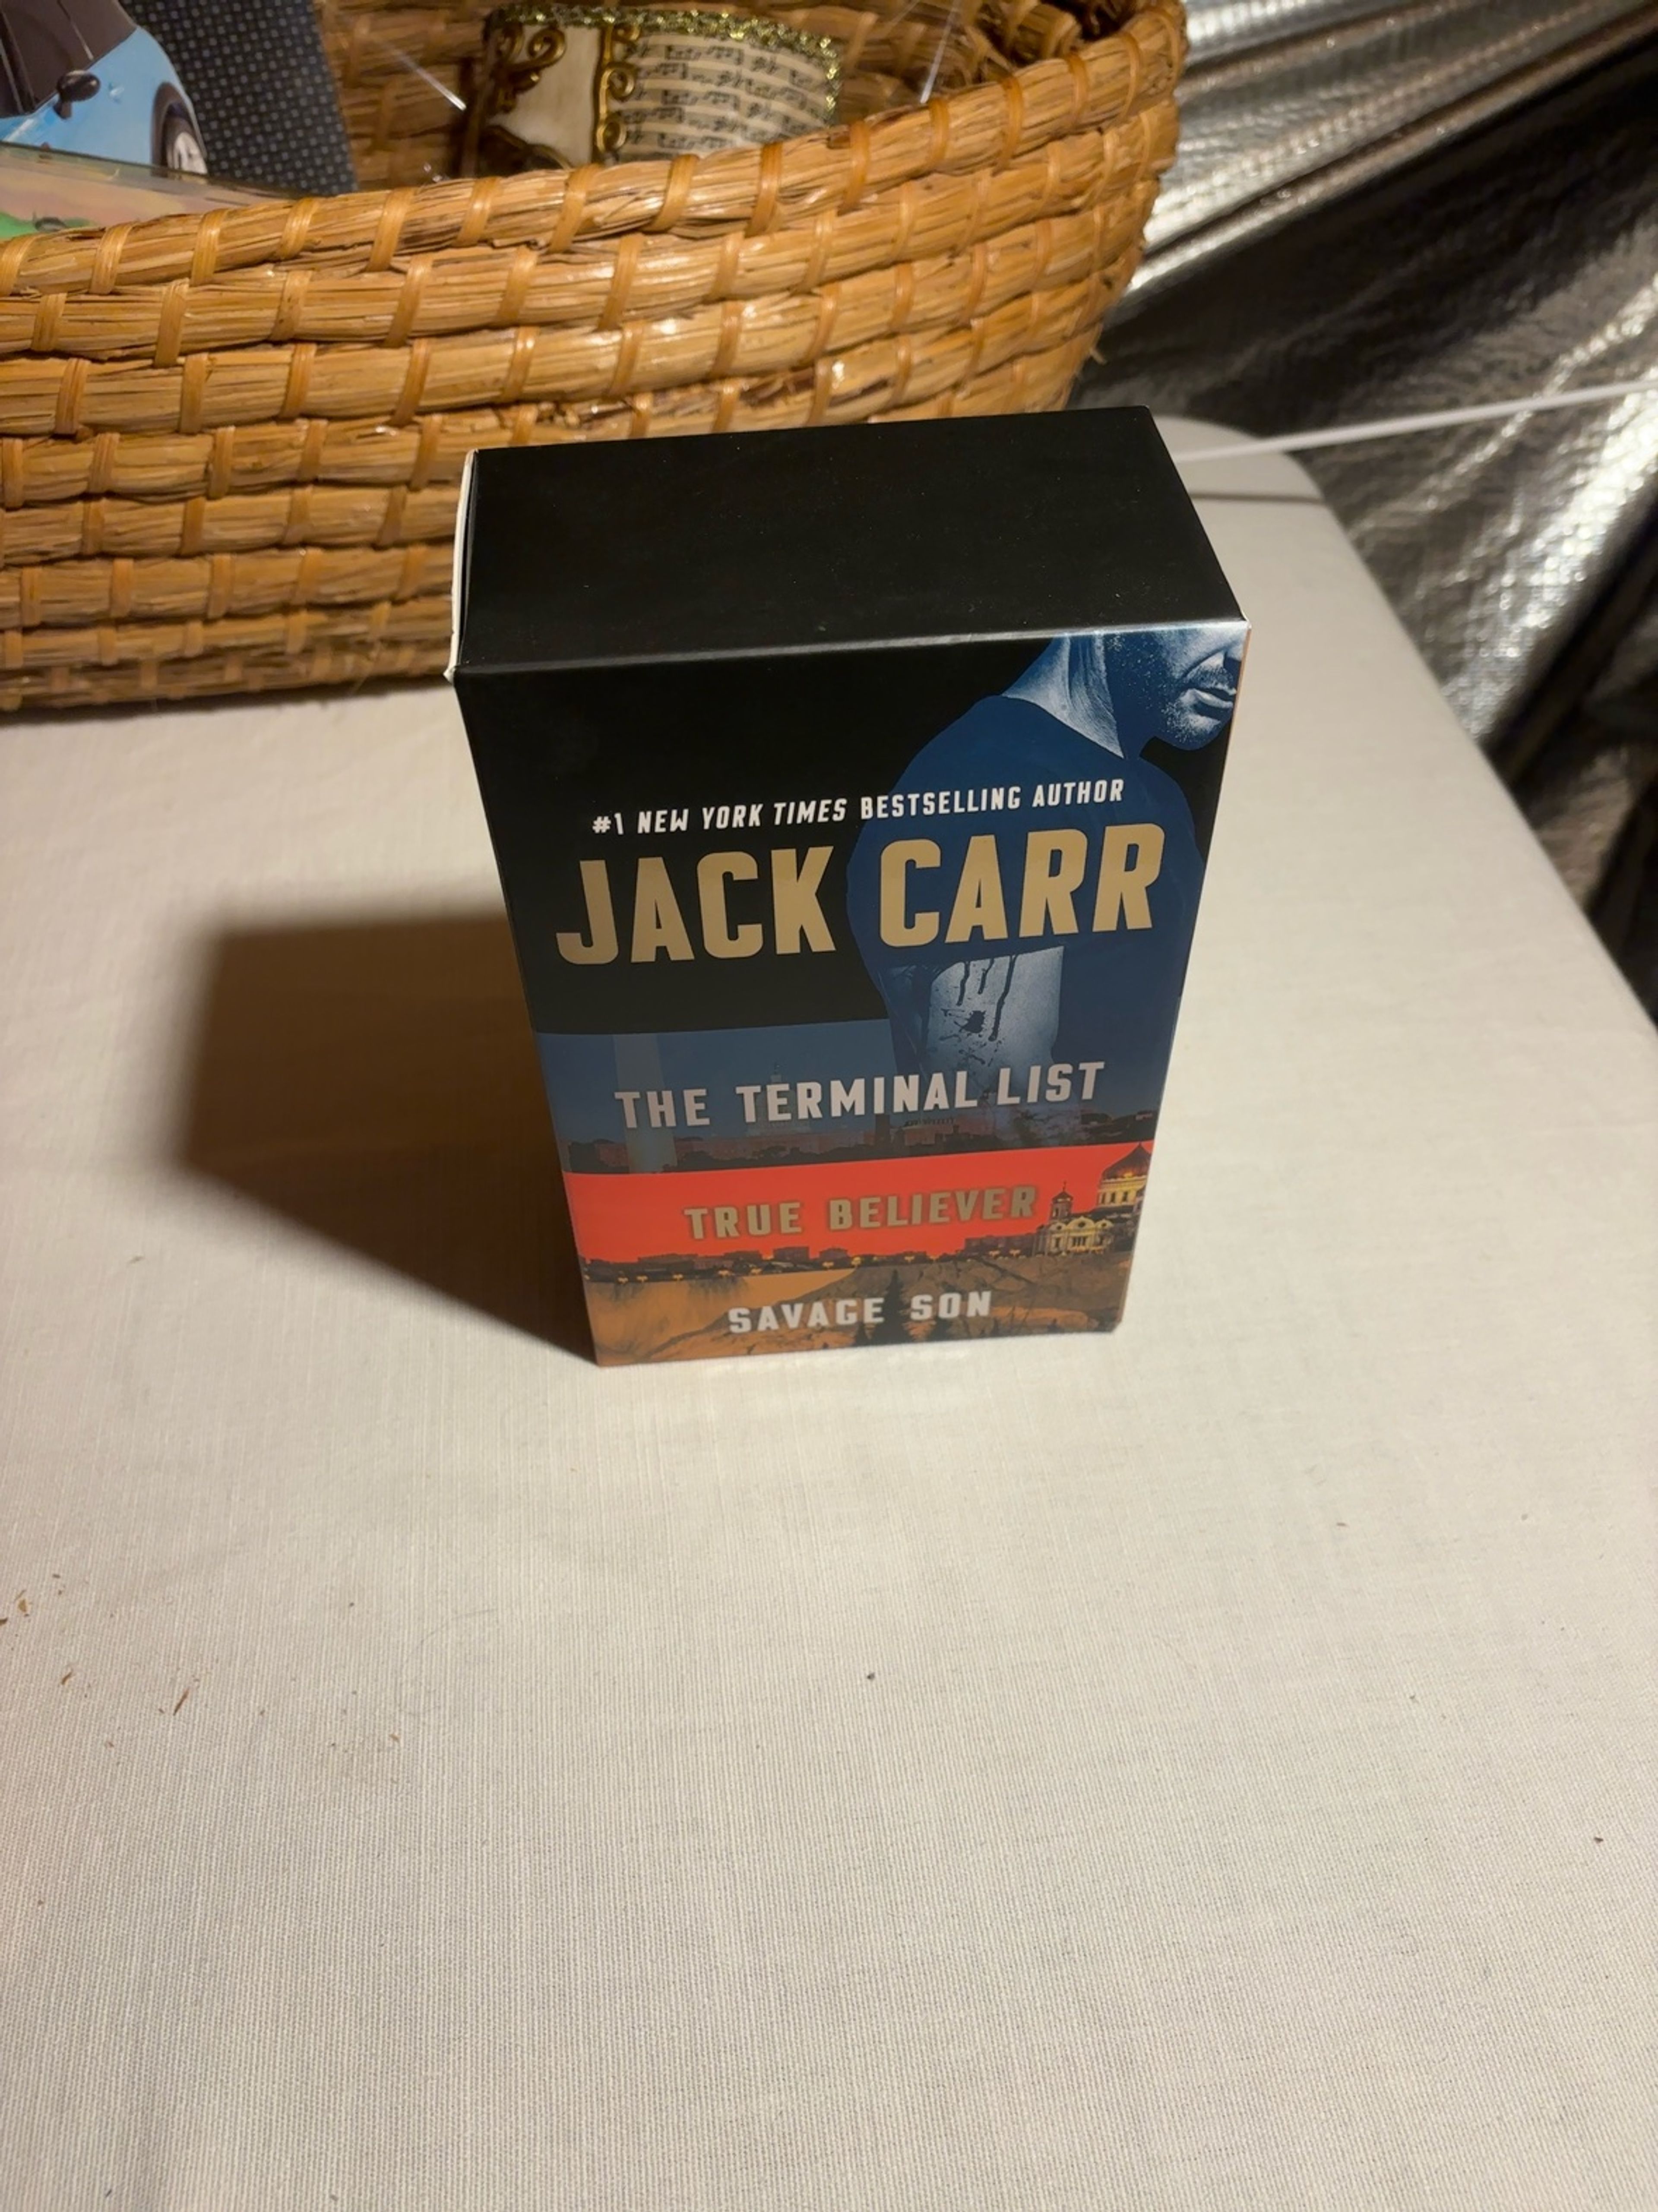 #1 NEW YORK TIMES BESTSELLING AUTHOR
JACK CARR
THE TERMINAL LIST
TRUE BELIEVER
SAVAGE SON